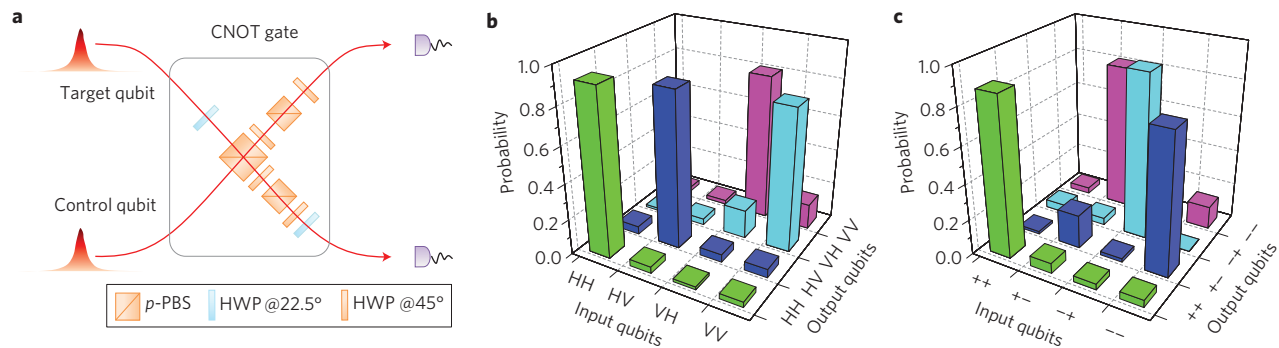 a
CNOT gate
Target qubit
Control qubit
p-PBS
HWP @22.5°
HWP @45°
b
Probability
1.0
0.8
0.6
0.4
0.2
0.0
HH
HV
VH
VV
Input qubits
HH HV VH VV
Output qubits
c
Probability
1.0
0.8
0.6
0.4
0.2
0.0
++
+−
−+
−−
Input qubits
++ +− −+ −−
Output qubits